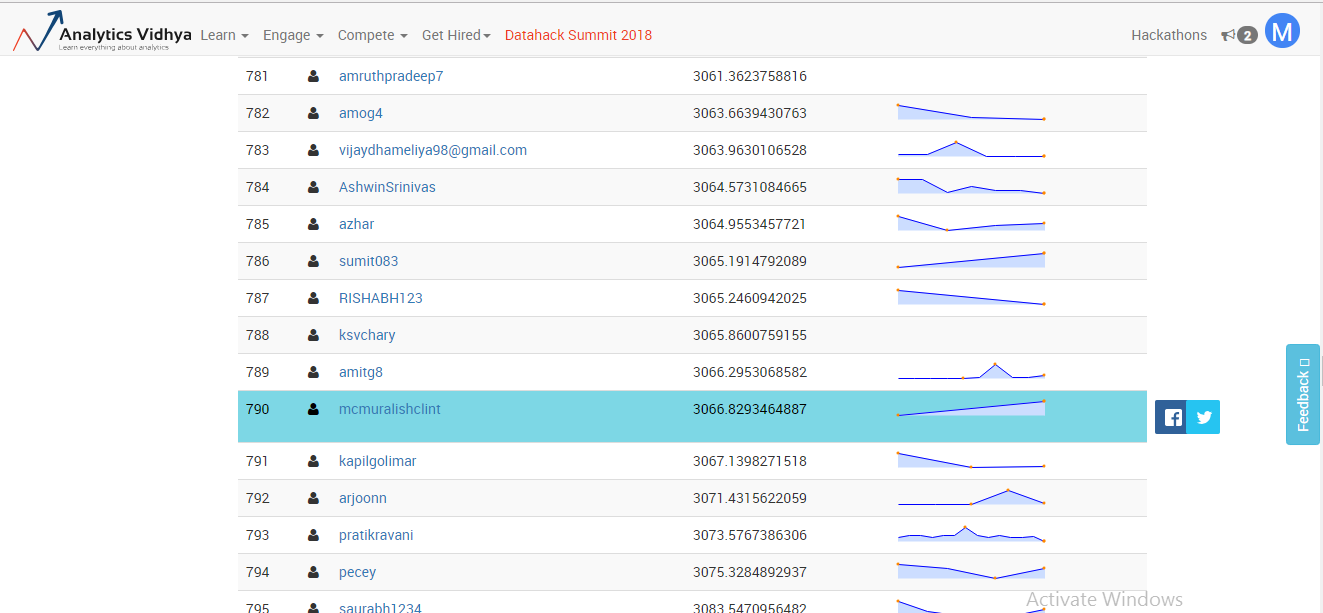 Analytics Vidhya
Learn everything about analytics
Learn Engage Compete Get Hired Datahack Summit 2018 Hackathons 2 M
781 amruthpradeep7 3061.3623758816
782 amog4 3063.6639430763
783 vijaydhameliya98@gmail.com 3063.9630106528
784 AshwinSrinivas 3064.5731084665
785 azhar 3064.9553457721
786 sumit083 3065.1914792089
787 RISHABH123 3065.2460942025
788 ksvchary 3065.8600759155
789 amitg8 3066.2953068582
790 mcmuralishclint 3066.8293464887
Feedback
791 kapilgolimar 3067.1398271518
792 arjoonn 3071.4315622059
793 pratikravani 3073.5767386306
794 pecey 3075.3284892937
795 saurabh1234 3083.5470956482
Activate Windows